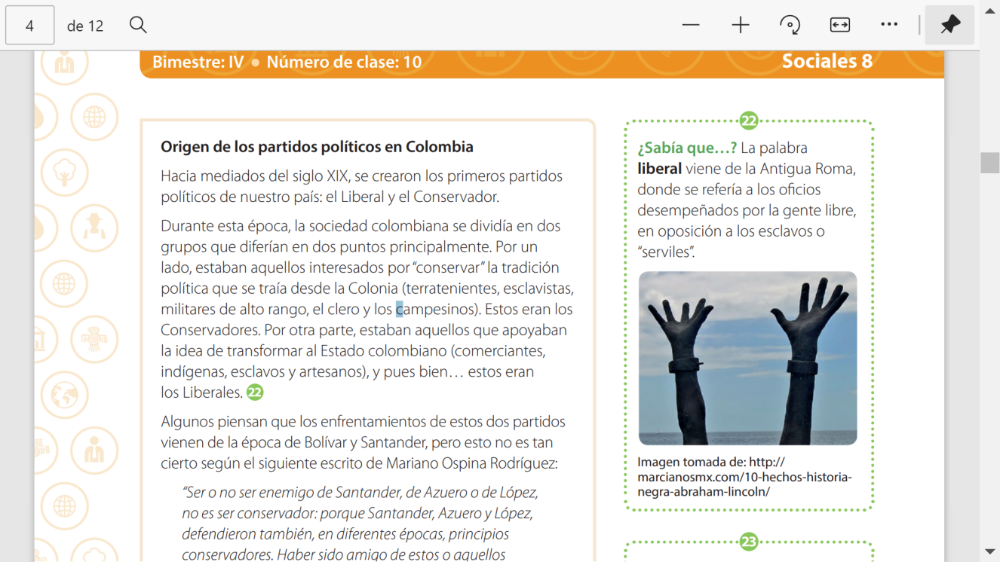 4 de 12
Bimestre: IV • Número de clase: 10
Sociales 8
Origen de los partidos políticos en Colombia
Hacia mediados del siglo XIX, se crearon los primeros partidos
políticos de nuestro país: el Liberal y el Conservador.
Durante esta época, la sociedad colombiana se dividía en dos
grupos que diferían en dos puntos principalmente. Por un
lado, estaban aquellos interesados por “conservar” la tradición
política que se traía desde la Colonia (terratenientes, esclavistas,
militares de alto rango, el clero y los campesinos). Estos eran los
Conservadores. Por otra parte, estaban aquellos que apoyaban
la idea de transformar al Estado colombiano (comerciantes,
indígenas, esclavos y artesanos), y pues bien… estos eran
los Liberales. 22
Algunos piensan que los enfrentamientos de estos dos partidos
vienen de la época de Bolívar y Santander, pero esto no es tan
cierto según el siguiente escrito de Mariano Ospina Rodríguez:
“Ser o no ser enemigo de Santander, de Azuero o de López,
no es ser conservador: porque Santander, Azuero y López,
defendieron también, en diferentes épocas, principios
conservadores. Haber sido amigo de estos o aquellos
22
¿Sabía que…? La palabra
liberal viene de la Antigua Roma,
donde se refería a los oficios
desempeñados por la gente libre,
en oposición a los esclavos o
“serviles”.
Imagen tomada de: http://
marcianosmx.com/10-hechos-historia-
negra-abraham-lincoln/
23